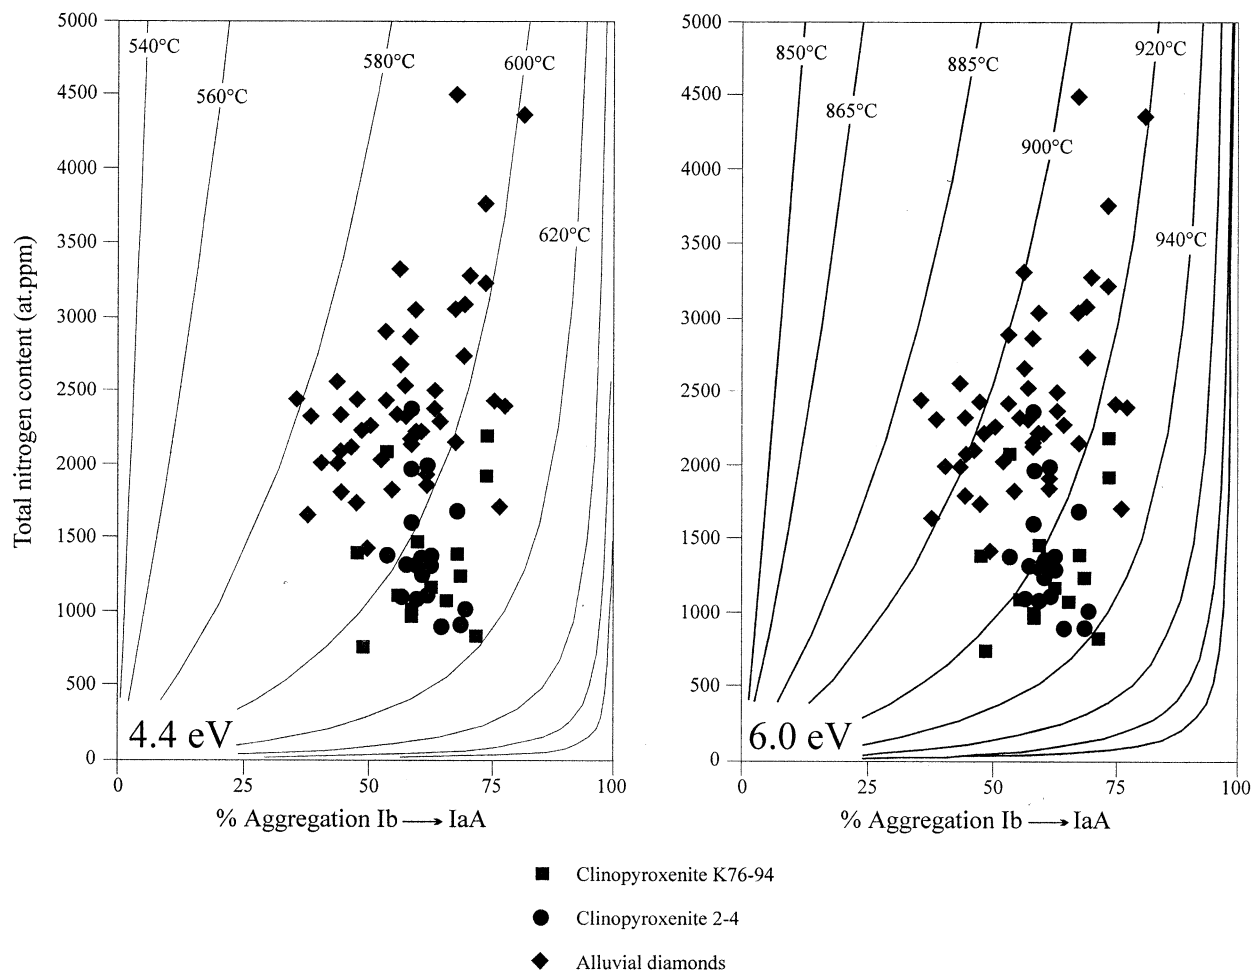 5000
4500
4000
3500
3000
2500
2000
1500
1000
500
0
Total nitrogen content (at.ppm)
540°C
560°C
580°C
600°C
620°C
4.4 eV
0 25 50 75 100
% Aggregation Ib → IaA
5000
4500
4000
3500
3000
2500
2000
1500
1000
500
0
850°C
865°C
885°C
900°C
920°C
940°C
6.0 eV
0 25 50 75 100
% Aggregation Ib → IaA
Clinopyroxenite K76-94
Clinopyroxenite 2-4
Alluvial diamonds